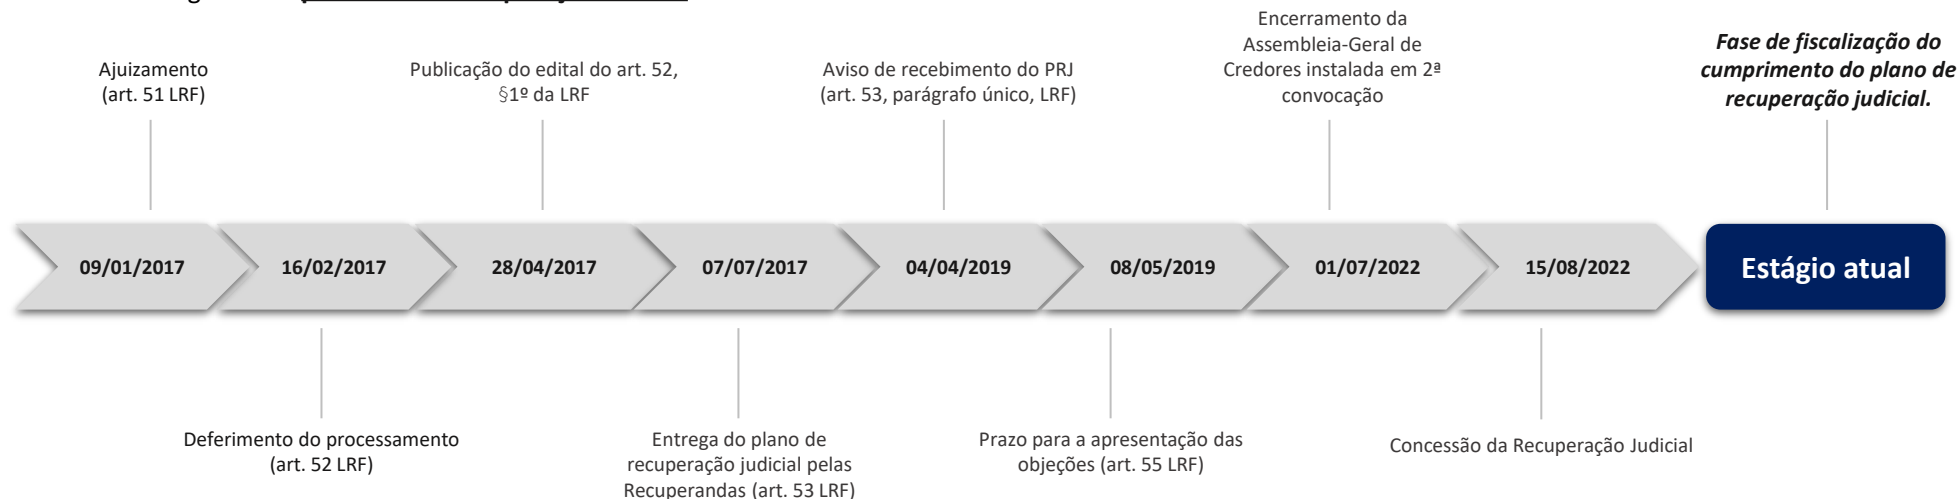 Ajuizamento
(art. 51 LRF)
Publicação do edital do art. 52,
§1º da LRF
Aviso de recebimento do PRJ
(art. 53, parágrafo único, LRF)
Encerramento da
Assembleia-Geral de
Credores instalada em 2ª
convocação
Fase de fiscalização do
cumprimento do plano de
recuperação judicial.
09/01/2017
16/02/2017
28/04/2017
07/07/2017
04/04/2019
08/05/2019
01/07/2022
15/08/2022
Estágio atual
Deferimento do processamento
(art. 52 LRF)
Entrega do plano de
recuperação judicial pelas
Recuperandas (art. 53 LRF)
Prazo para a apresentação das
objeções (art. 55 LRF)
Concessão da Recuperação Judicial